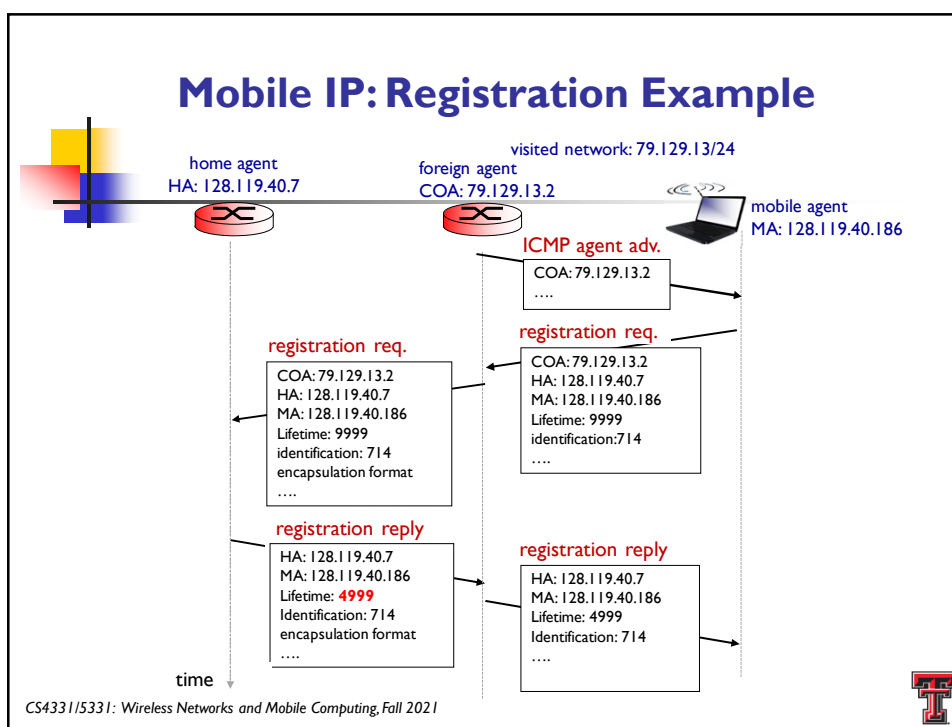 Mobile IP: Registration Example
visited network: 79.129.13/24
home agent
HA: 128.119.40.7
foreign agent
COA: 79.129.13.2
mobile agent
MA: 128.119.40.186
ICMP agent adv.
COA: 79.129.13.2
....
registration req.
COA: 79.129.13.2
HA: 128.119.40.7
MA: 128.119.40.186
Lifetime: 9999
identification:714
....
registration req.
COA: 79.129.13.2
HA: 128.119.40.7
MA: 128.119.40.186
Lifetime: 9999
identification: 714
encapsulation format
....
registration reply
HA: 128.119.40.7
MA: 128.119.40.186
Lifetime: 4999
Identification: 714
encapsulation format
....
registration reply
HA: 128.119.40.7
MA: 128.119.40.186
Lifetime: 4999
Identification: 714
....
time
CS4331/5331: Wireless Networks and Mobile Computing, Fall 2021